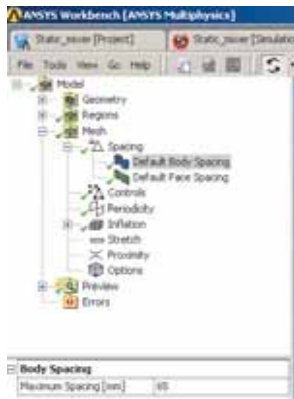 ANSYS Workbench [ANSYS Multiphysics]
Static_mixer [Project]
Static_mixer [Simulatio
File Tools View Go Help
Model
Geometry
Regions
Mesh
Spacing
Default Body Spacing
Default Face Spacing
Controls
Periodicity
Inflation
Stretch
Proximity
Options
Preview
Errors
Body Spacing
Maximum Spacing [mm] 65